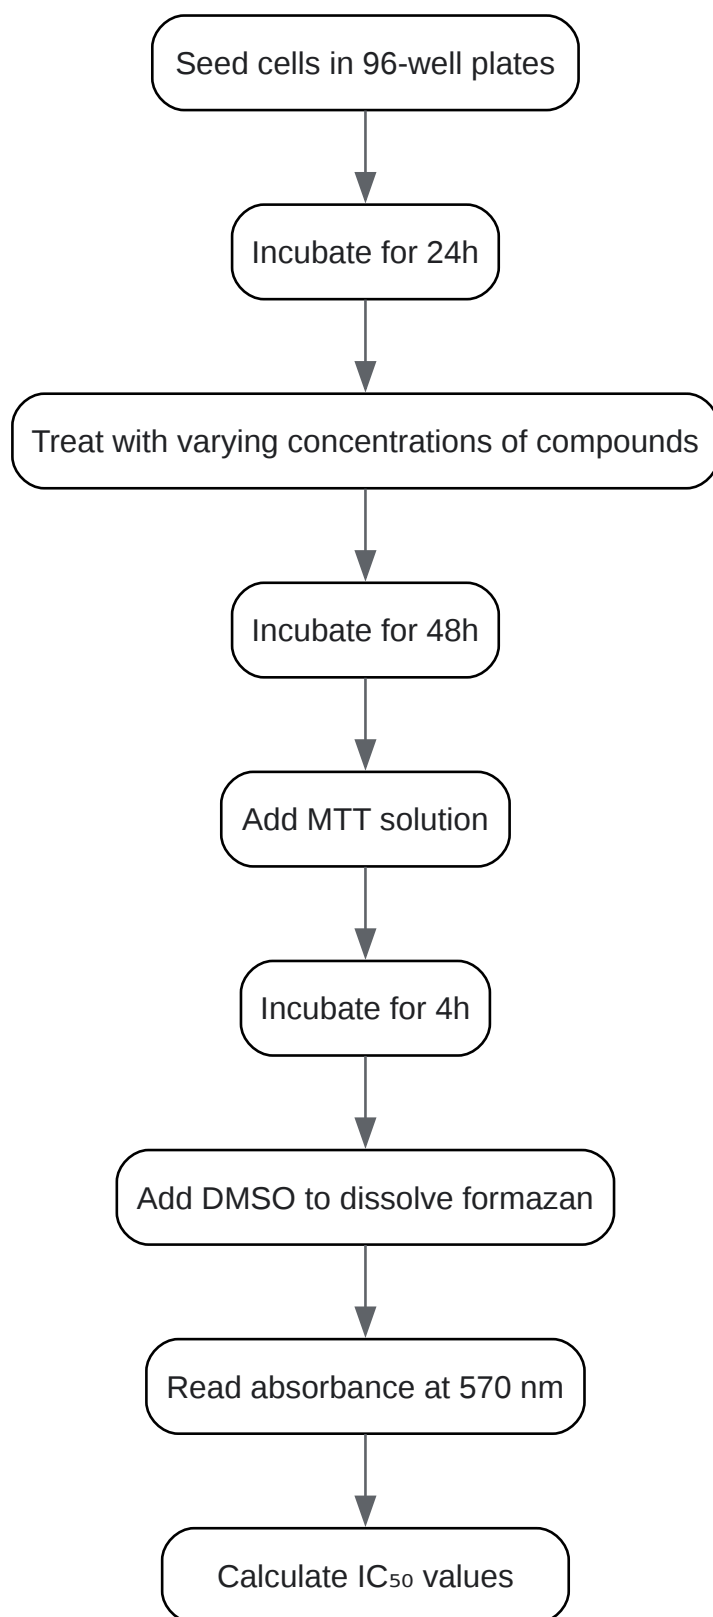 Seed cells in 96-well plates
Incubate for 24h
Treat with varying concentrations of compounds
Incubate for 48h
Add MTT solution
Incubate for 4h
Add DMSO to dissolve formazan
Read absorbance at 570 nm
Calculate IC₅₀ values